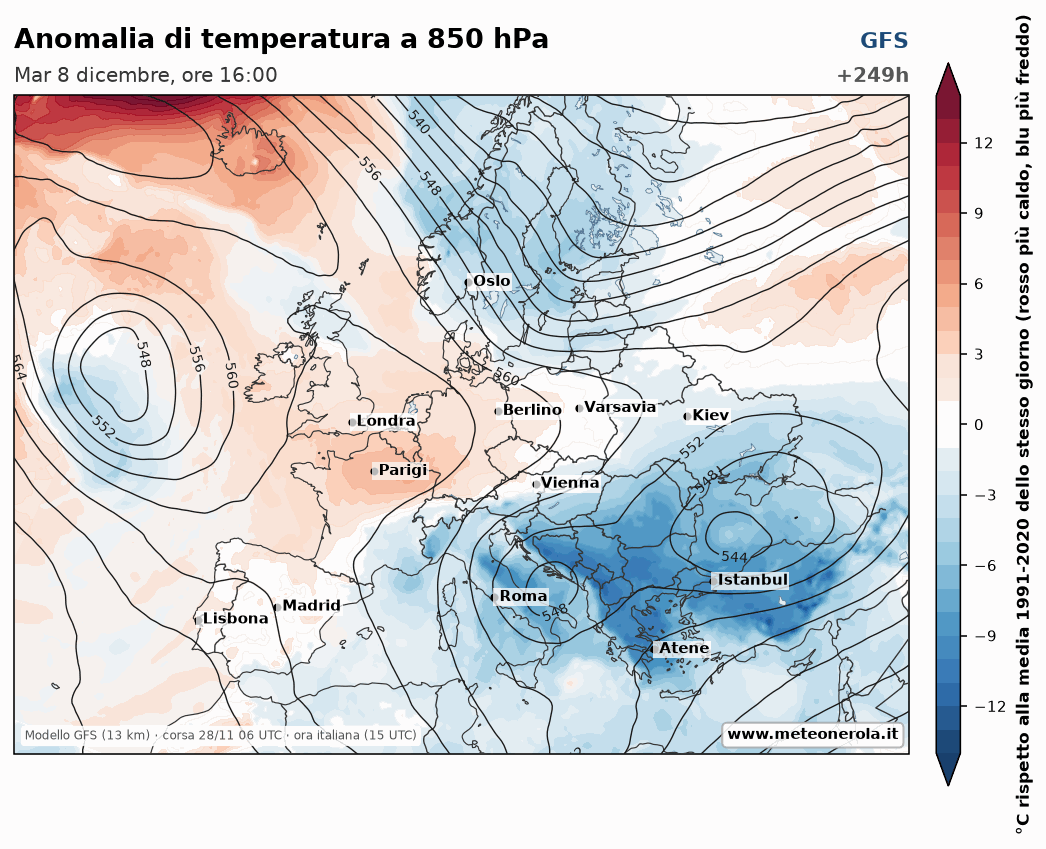 Anomalia di temperatura a 850 hPa
GFS
Mar 8 dicembre, ore 16:00
+249h
540
556
548
564
548
556
560
552
Oslo
560
Berlino
Varsavia
Kiev
Londra
Parigi
Vienna
552
548
544
Istanbul
Roma
548
Madrid
Lisbona
Atene
Modello GFS (13 km) · corsa 28/11 06 UTC · ora italiana (15 UTC)
www.meteonerola.it
12
9
6
3
0
−3
−6
−9
−12
°C rispetto alla media 1991-2020 dello stesso giorno (rosso più caldo, blu più freddo)